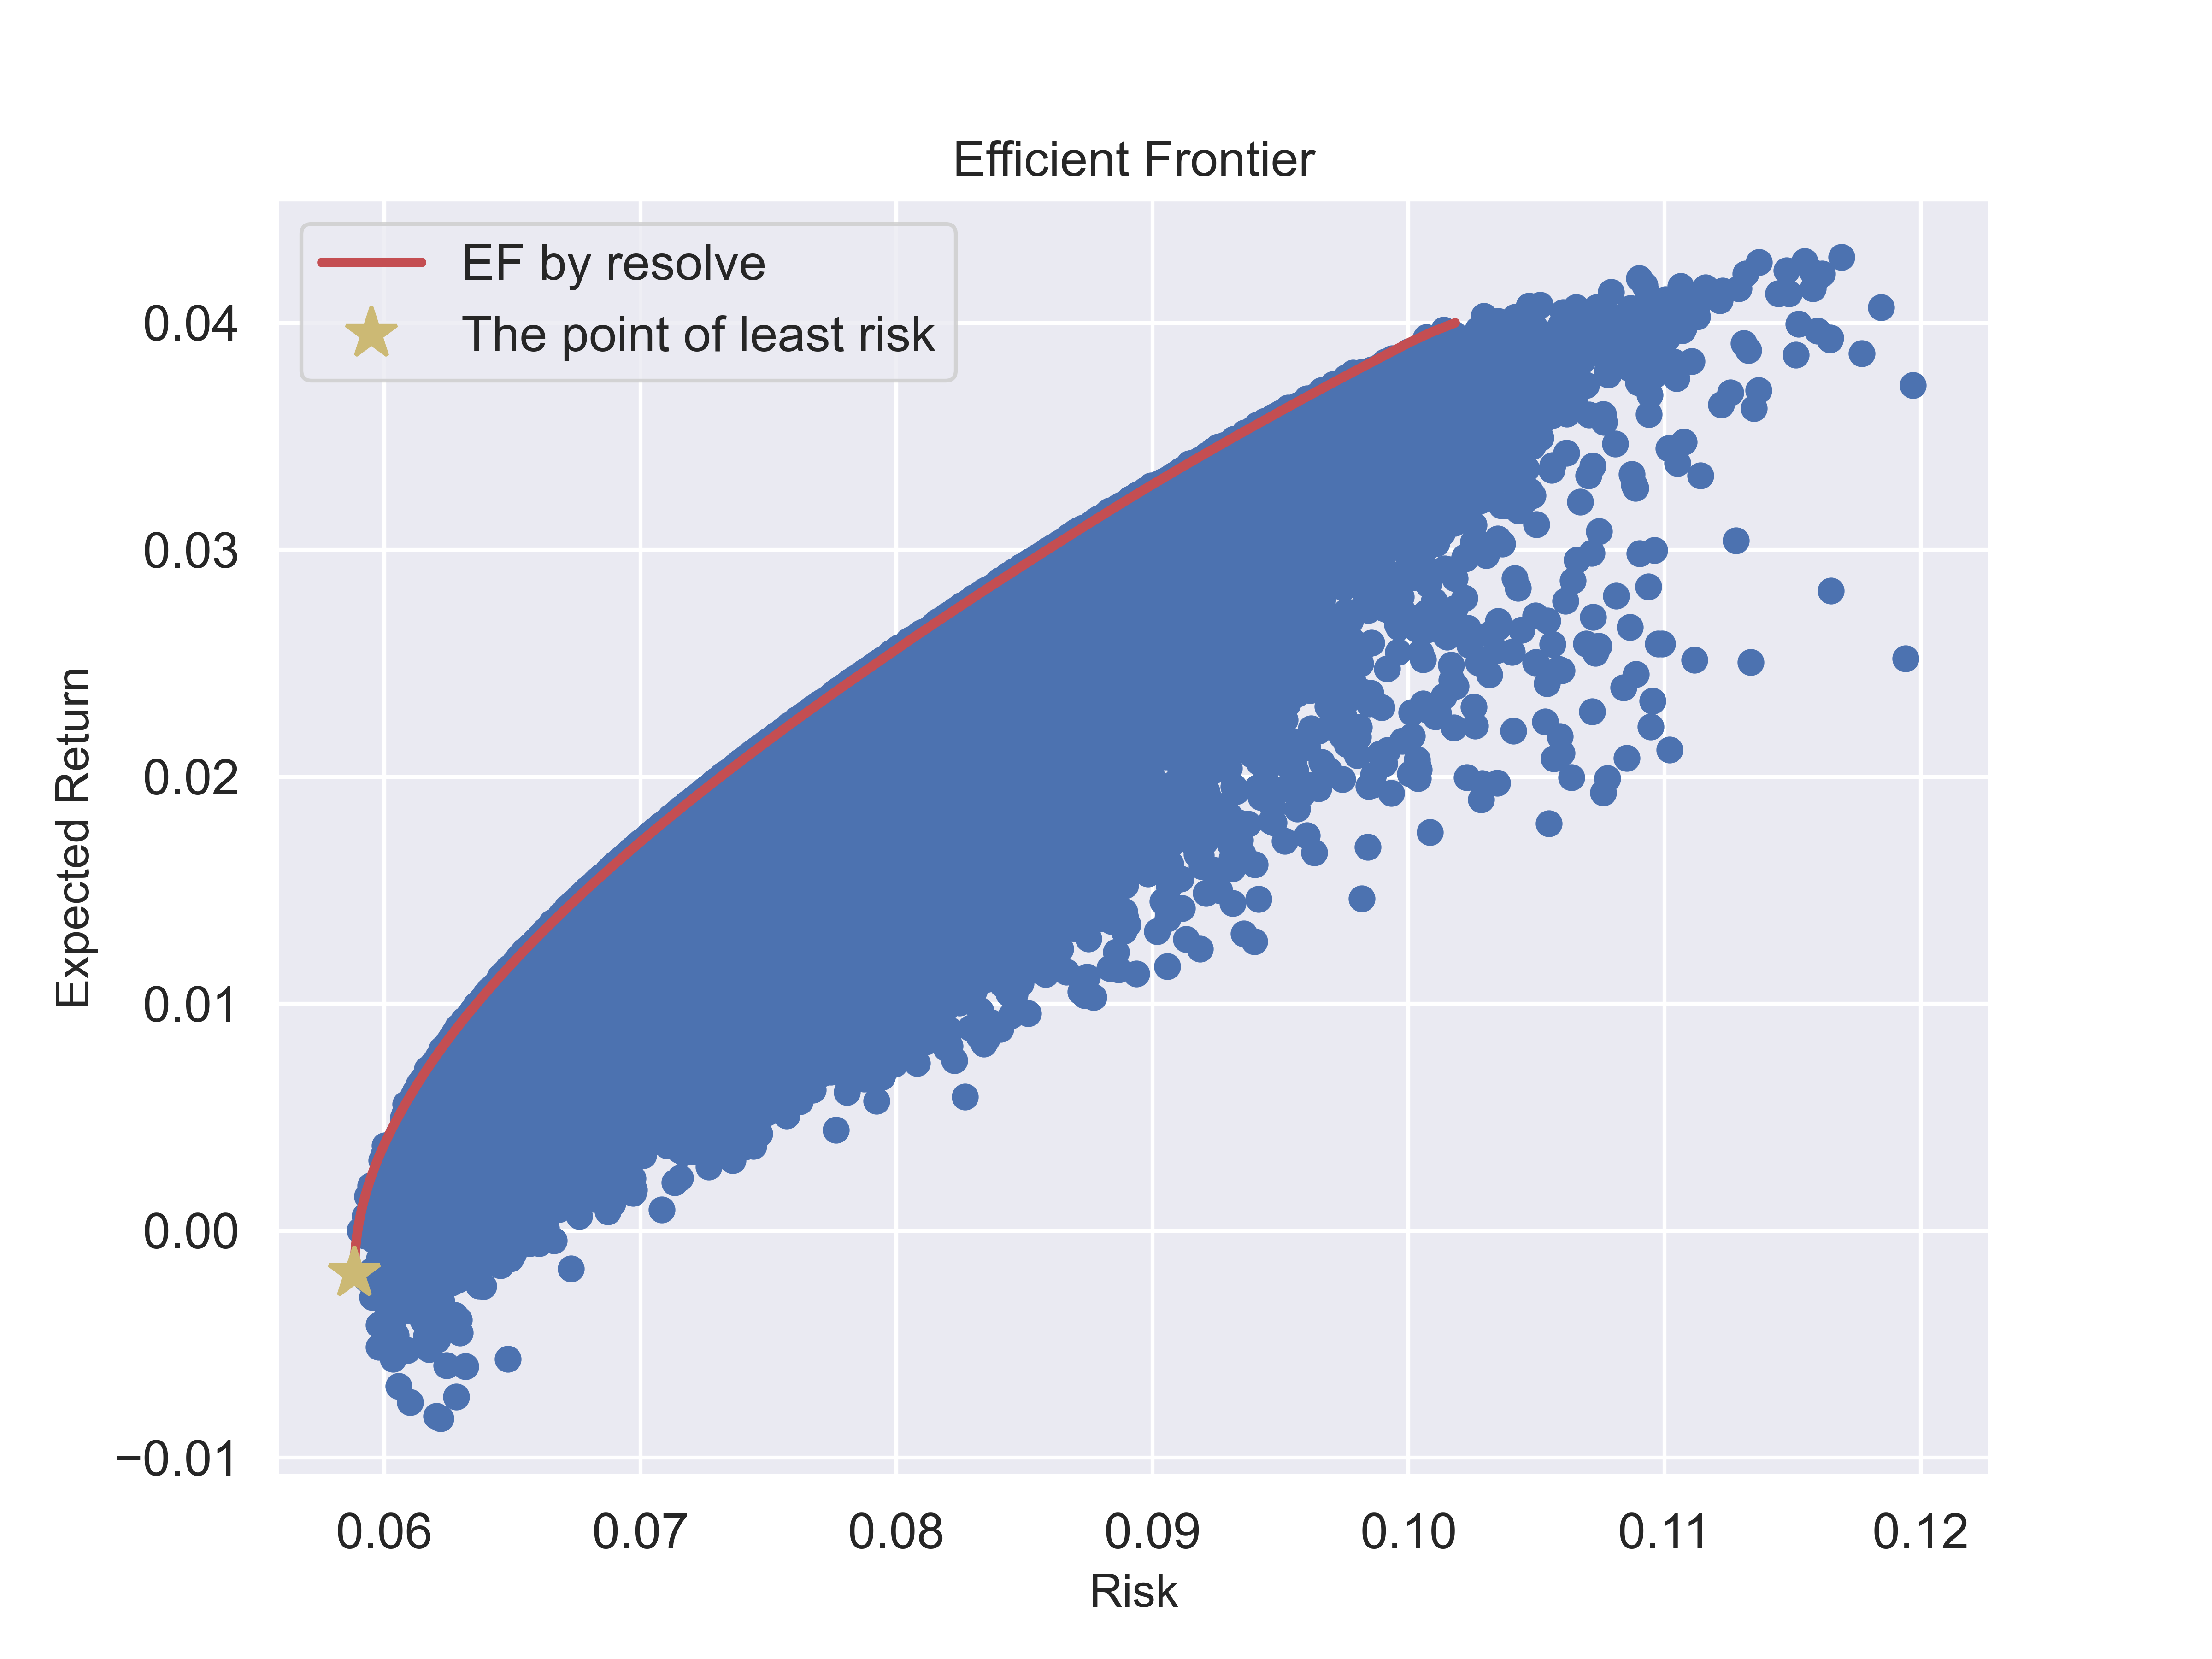 Efficient Frontier
EF by resolve
The point of least risk
0.04
0.03
0.02
0.01
0.00
−0.01
Expected Return
0.06 0.07 0.08 0.09 0.10 0.11 0.12
Risk